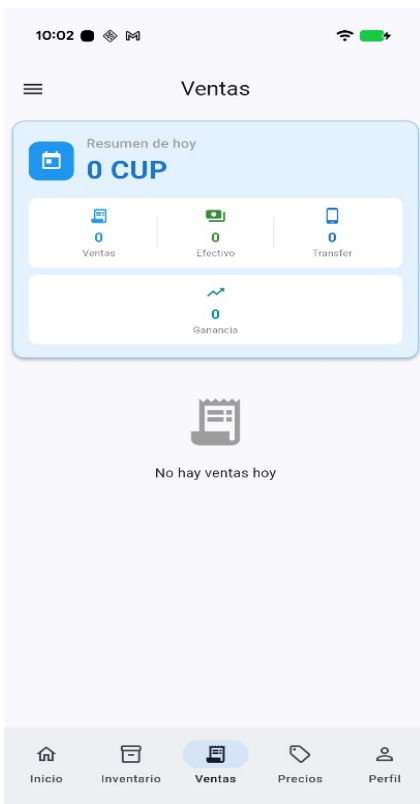 10:02
Ventas
Resumen de hoy
0 CUP
0 0 0
Ventas Efectivo Transfer
0
Ganancia
No hay ventas hoy
Inicio Inventario Ventas Precios Perfil